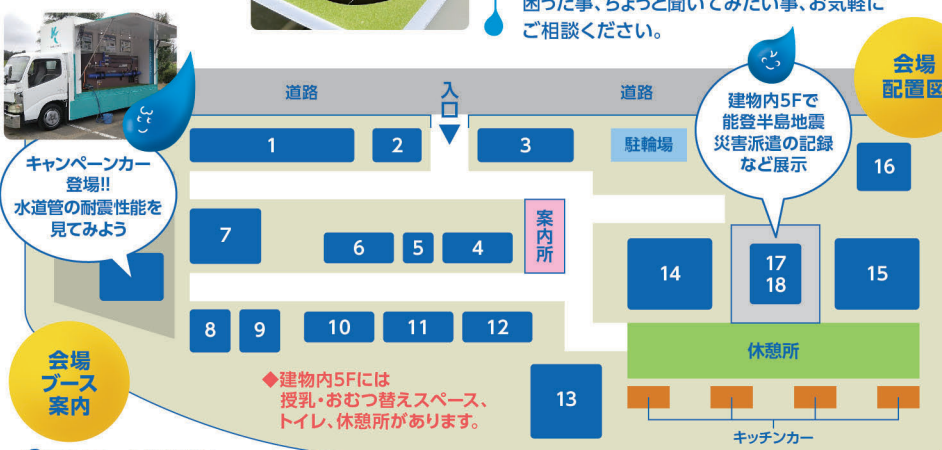 困った事、ちょっと聞いてみたい事、お気軽に
ご相談ください。
会場
配置図
道路
入口
道路
キャンペーンカー
登場!!
水道管の耐震性能を
見てみよう
建物内5Fで
能登半島地震
災害派遣の記録
など展示
駐輪場
1
2
3
16
7
6
5
4
案内所
14
17
18
15
8
9
10
11
12
休憩所
会場
ブース
案内
◆建物内5Fには
授乳・おむつ替えスペース、
トイレ、休憩所があります。
13
キッチンカー